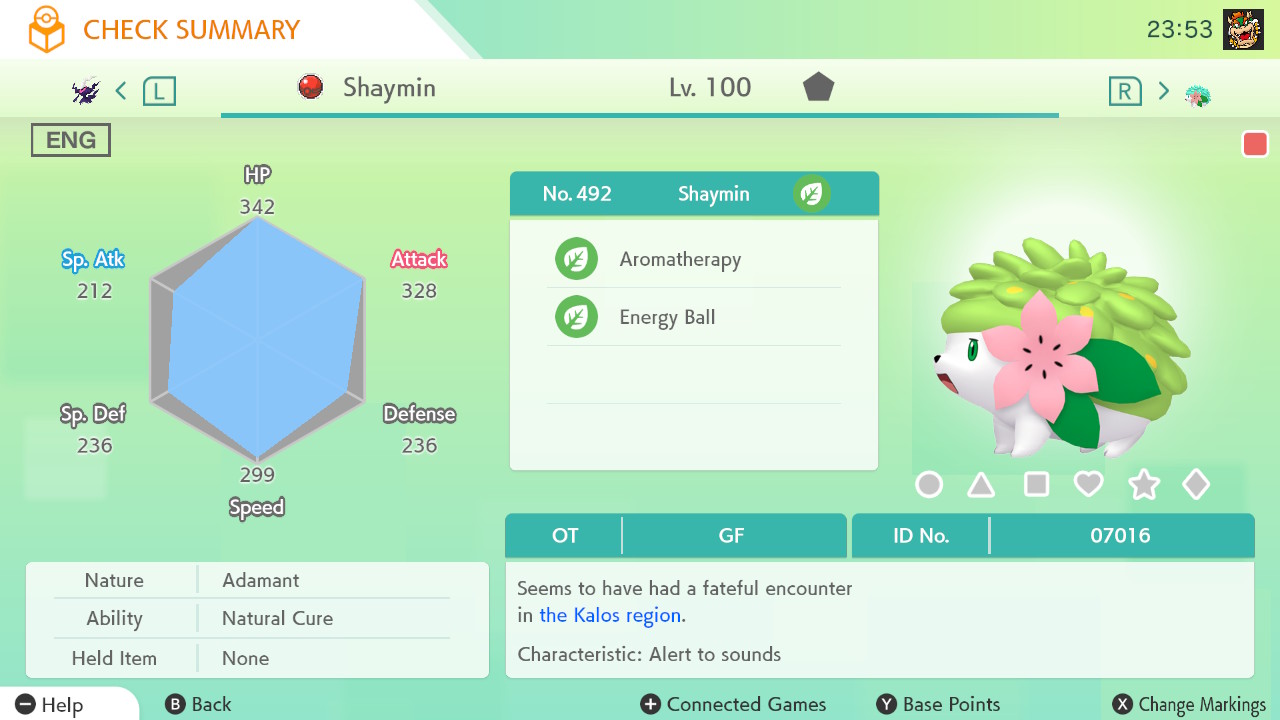 CHECK SUMMARY
23:53
L
Shaymin
Lv. 100
R
ENG
HP
342
Sp. Atk
212
Attack
328
Sp. Def
236
Defense
236
299
Speed
No. 492 Shaymin
Aromatherapy
Energy Ball
OT GF
ID No. 07016
Nature Adamant
Ability Natural Cure
Held Item None
Seems to have had a fateful encounter
in the Kalos region.
Characteristic: Alert to sounds
Help
B Back
Connected Games
Y Base Points
X Change Markings